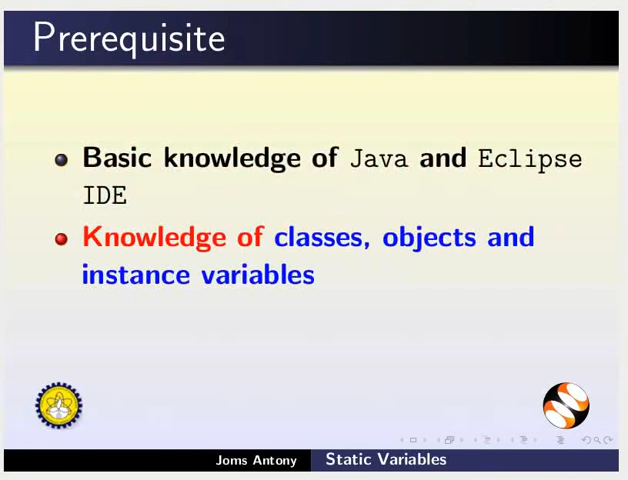 Prerequisite
Basic knowledge of Java and Eclipse
IDE
Knowledge of classes, objects and
instance variables
Joms Antony Static Variables